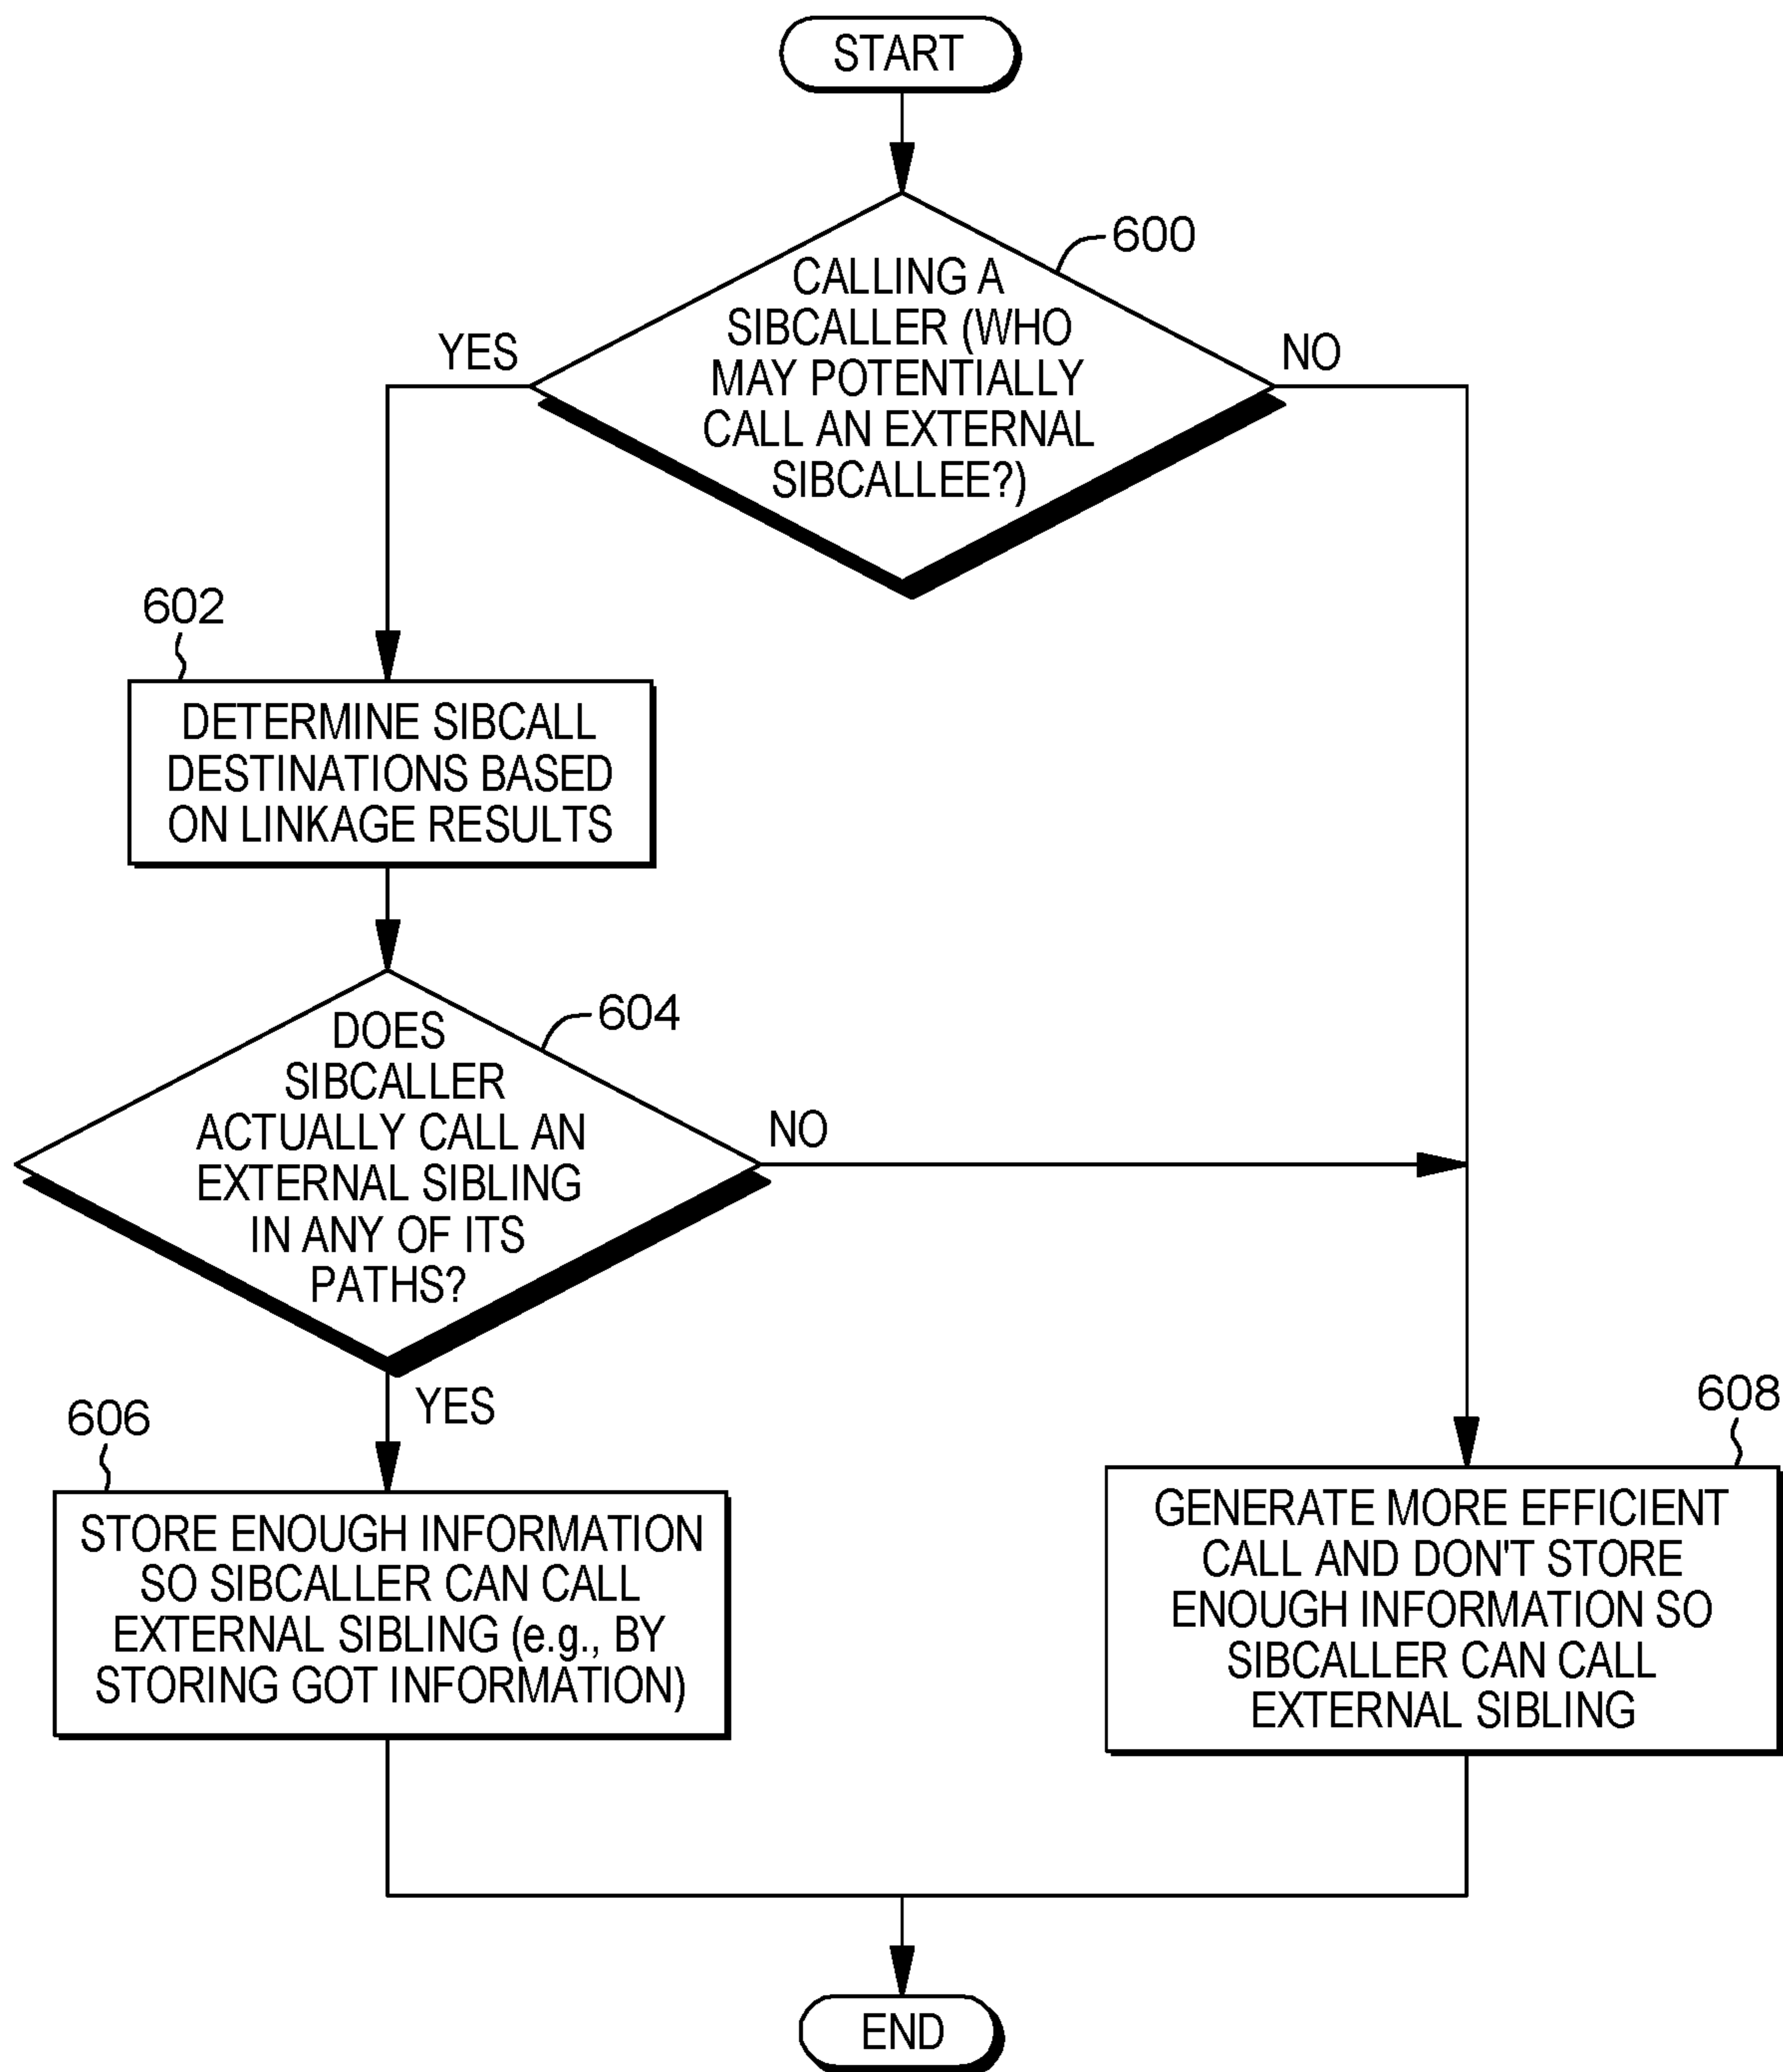 START
600
CALLING A
SIBCALLER (WHO
MAY POTENTIALLY
CALL AN EXTERNAL
SIBCALLEE?)
YES
NO
602
DETERMINE SIBCALL
DESTINATIONS BASED
ON LINKAGE RESULTS
604
DOES
SIBCALLER
ACTUALLY CALL AN
EXTERNAL SIBLING
IN ANY OF ITS
PATHS?
NO
YES
606
STORE ENOUGH INFORMATION
SO SIBCALLER CAN CALL
EXTERNAL SIBLING (e.g., BY
STORING GOT INFORMATION)
608
GENERATE MORE EFFICIENT
CALL AND DON'T STORE
ENOUGH INFORMATION SO
SIBCALLER CAN CALL
EXTERNAL SIBLING
END